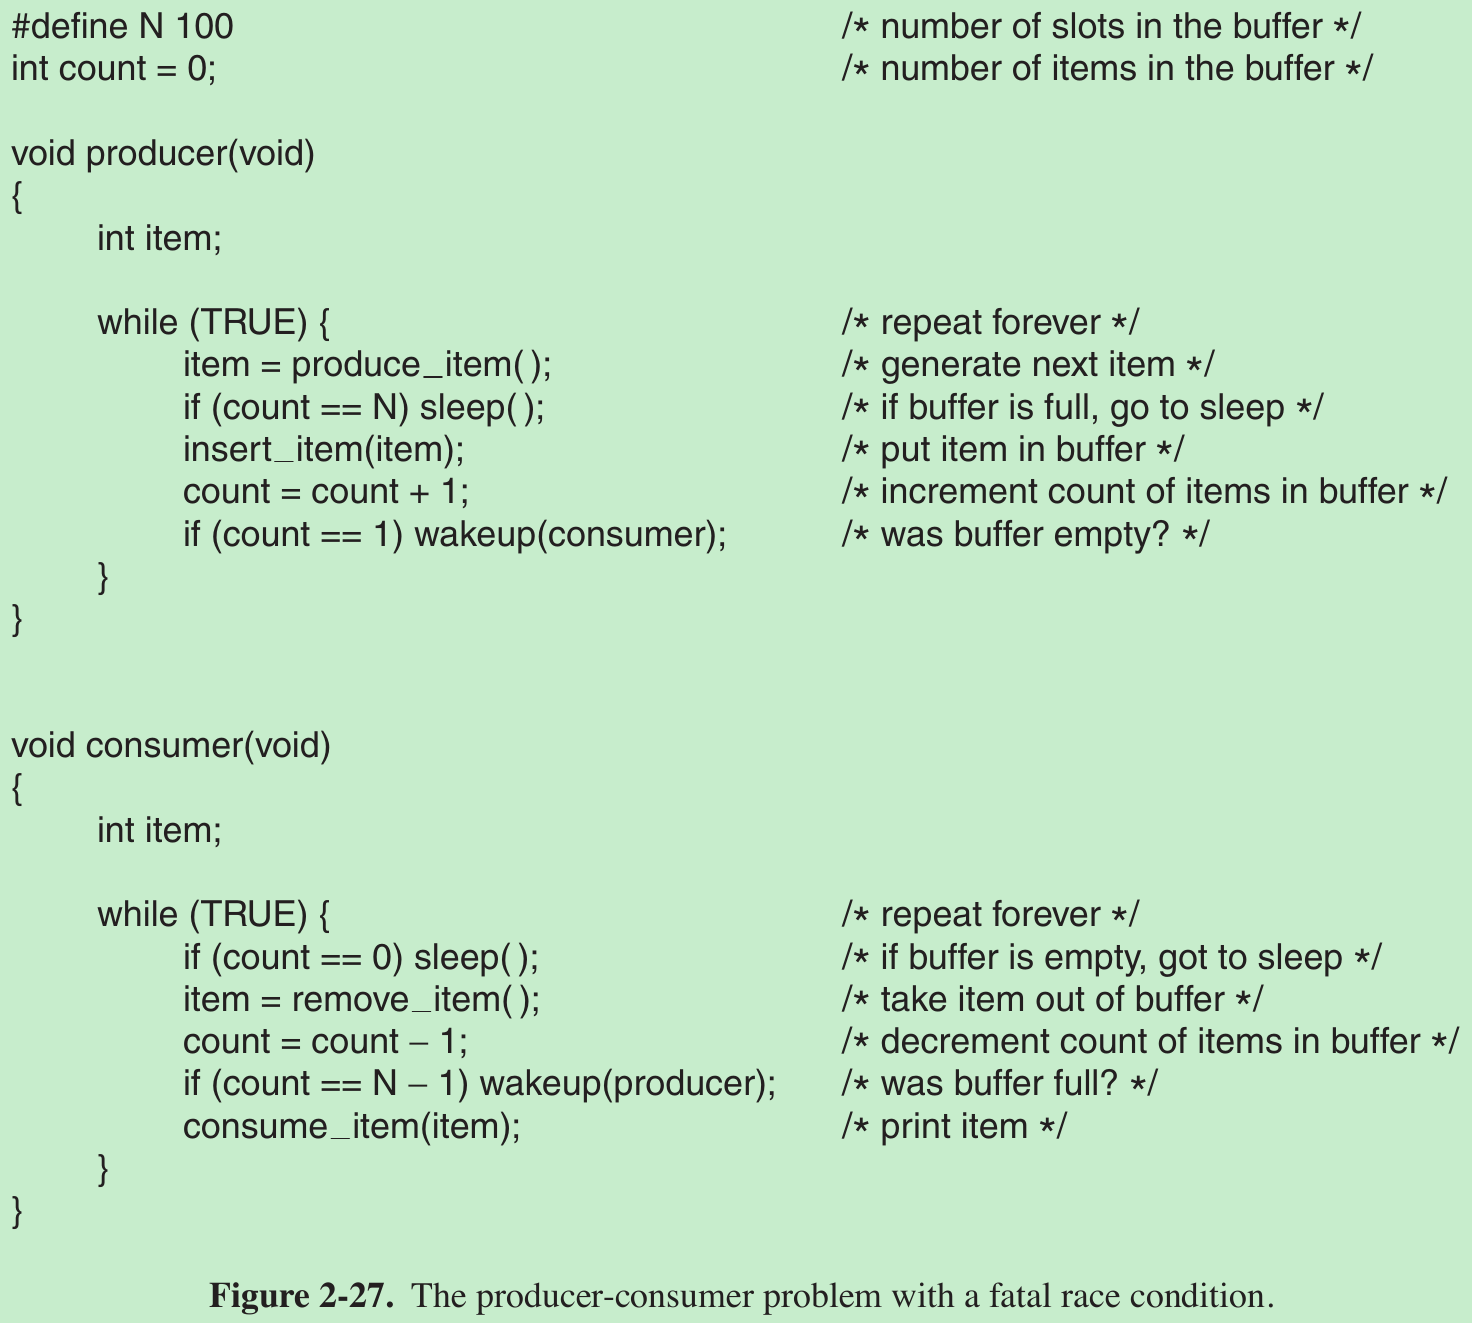 #define N 100 /* number of slots in the buffer */
int count = 0; /* number of items in the buffer */
void producer(void)
{
int item;
while (TRUE) { /* repeat forever */
item = produce_item( ); /* generate next item */
if (count == N) sleep( ); /* if buffer is full, go to sleep */
insert_item(item); /* put item in buffer */
count = count + 1; /* increment count of items in buffer */
if (count == 1) wakeup(consumer); /* was buffer empty? */
}
}
void consumer(void)
{
int item;
while (TRUE) { /* repeat forever */
if (count == 0) sleep( ); /* if buffer is empty, got to sleep */
item = remove_item( ); /* take item out of buffer */
count = count − 1; /* decrement count of items in buffer */
if (count == N − 1) wakeup(producer); /* was buffer full? */
consume_item(item); /* print item */
}
}
Figure 2-27. The producer-consumer problem with a fatal race condition.